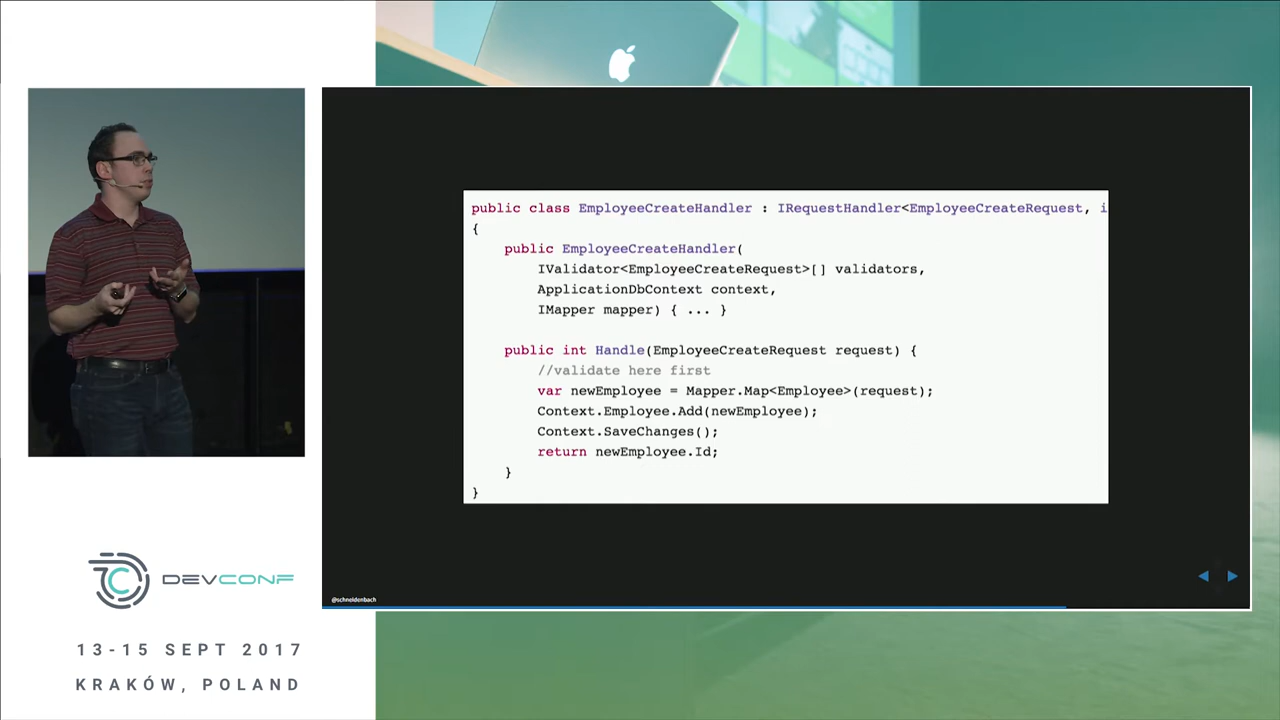 public class EmployeeCreateHandler : IRequestHandler<EmployeeCreateRequest, i
{
public EmployeeCreateHandler(
IValidator<EmployeeCreateRequest>[] validators,
ApplicationDbContext context,
IMapper mapper) { ... }
public int Handle(EmployeeCreateRequest request) {
//validate here first
var newEmployee = Mapper.Map<Employee>(request);
Context.Employee.Add(newEmployee);
Context.SaveChanges();
return newEmployee.Id;
}
}
@schneidenbach
DEVCONF
13-15 SEPT 2017
KRAKÓW, POLAND